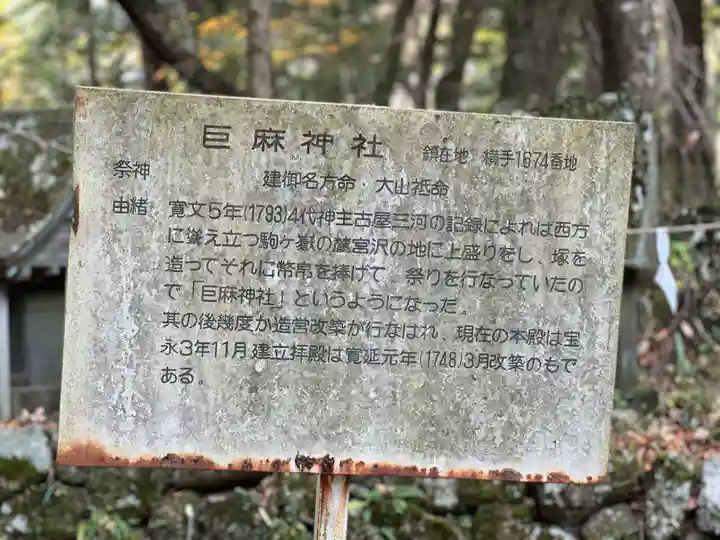 巨麻神社 鎮在地 横手1674番地
祭神 建御名方命・大山祇命
由緒 寛文5年(1793)4代神主古屋三河の記録によれば西方
に聳え立つ駒ヶ嶽の麓宮沢の地に上盛りをし、塚を
造ってそれに幣帛を捧げて、祭りを行なっていたの
で「巨麻神社」というようになった。
其の後幾度か造営改築が行なはれ、現在の本殿は宝
永3年11月建立拝殿は寛延元年(1748)3月改築のもで
ある。